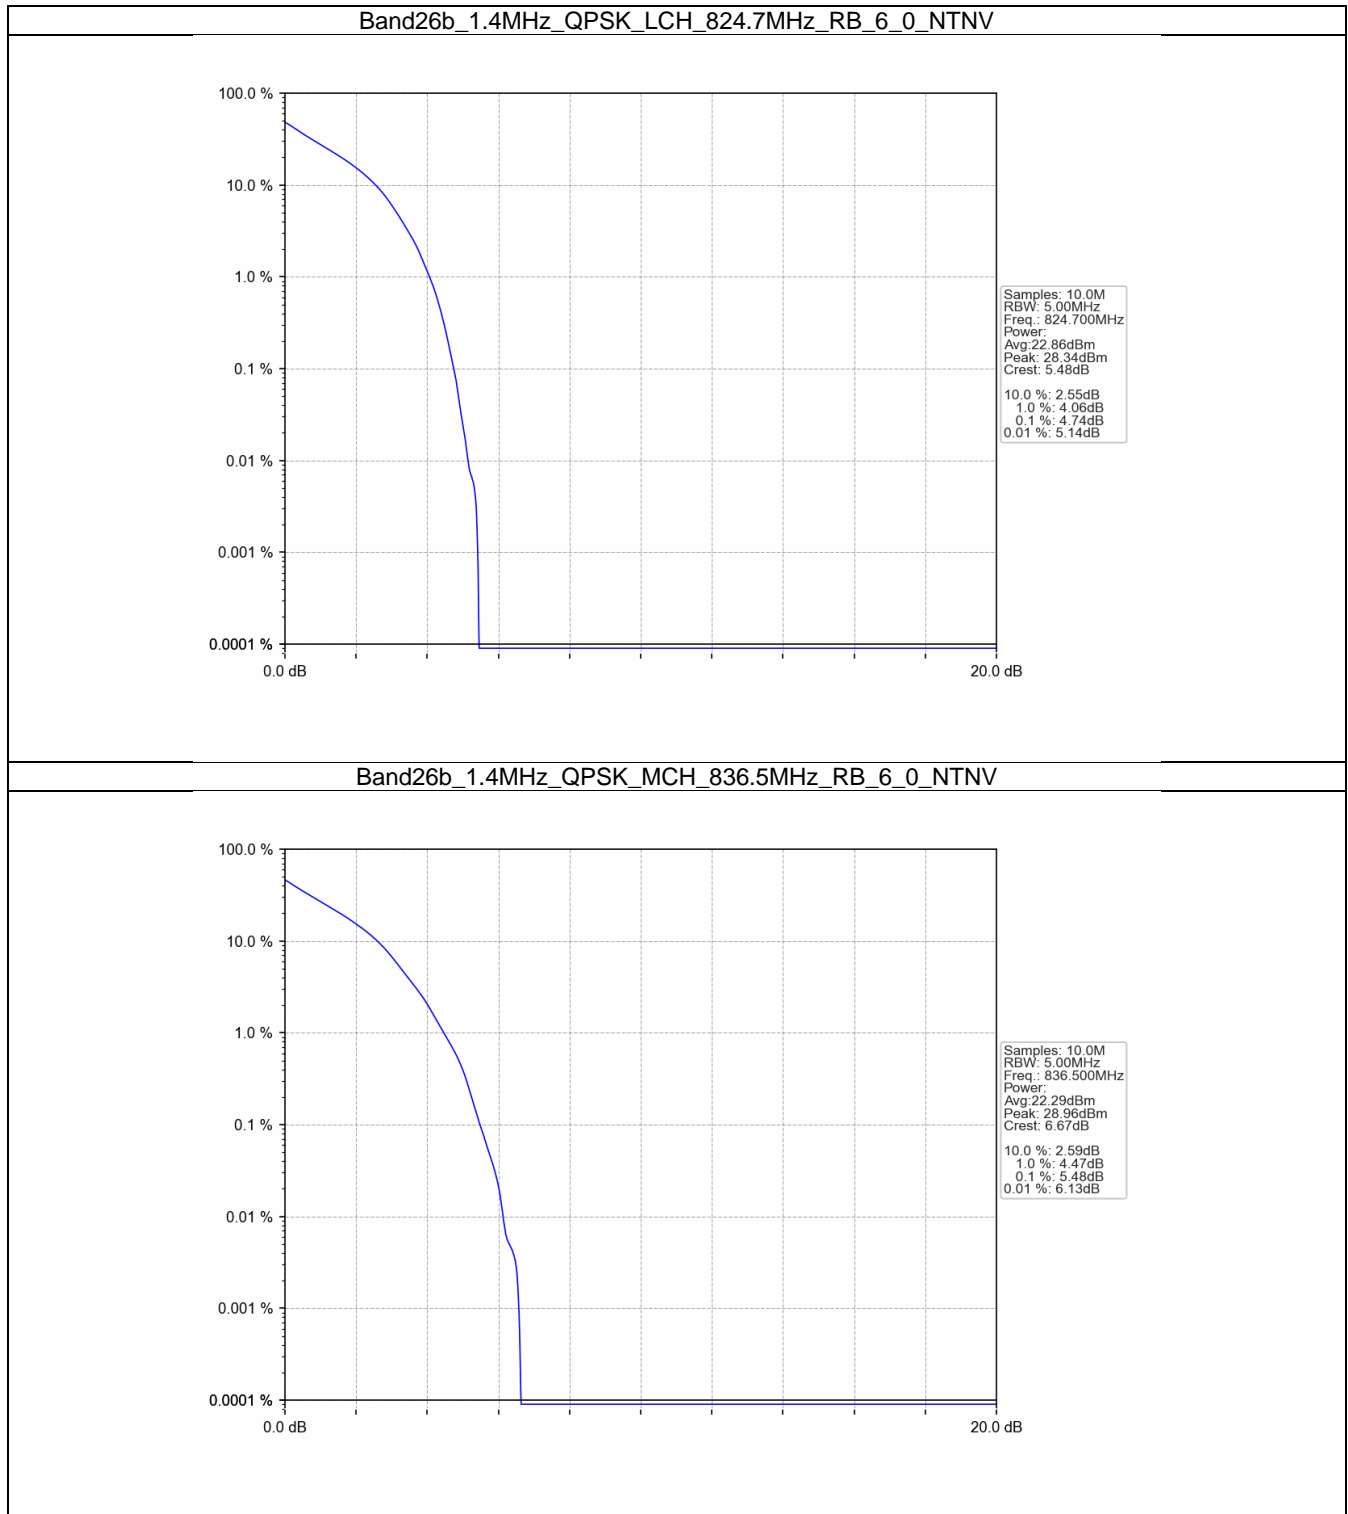 Band26b_1.4MHz_QPSK_LCH_824.7MHz_RB_6_0_NTNV
100.0 %
10.0 %
1.0 %
0.1 %
0.01 %
0.001 %
0.0001 %
0.0 dB
20.0 dB
Samples: 10.0M
RBW: 5.00MHz
Freq.: 824.700MHz
Power:
Avg:22.86dBm
Peak: 28.34dBm
Crest: 5.48dB
10.0 %: 2.55dB
1.0 %: 4.06dB
0.1 %: 4.74dB
0.01 %: 5.14dB
Band26b_1.4MHz_QPSK_MCH_836.5MHz_RB_6_0_NTNV
100.0 %
10.0 %
1.0 %
0.1 %
0.01 %
0.001 %
0.0001 %
0.0 dB
20.0 dB
Samples: 10.0M
RBW: 5.00MHz
Freq.: 836.500MHz
Power:
Avg:22.29dBm
Peak: 28.96dBm
Crest: 6.67dB
10.0 %: 2.59dB
1.0 %: 4.47dB
0.1 %: 5.48dB
0.01 %: 6.13dB